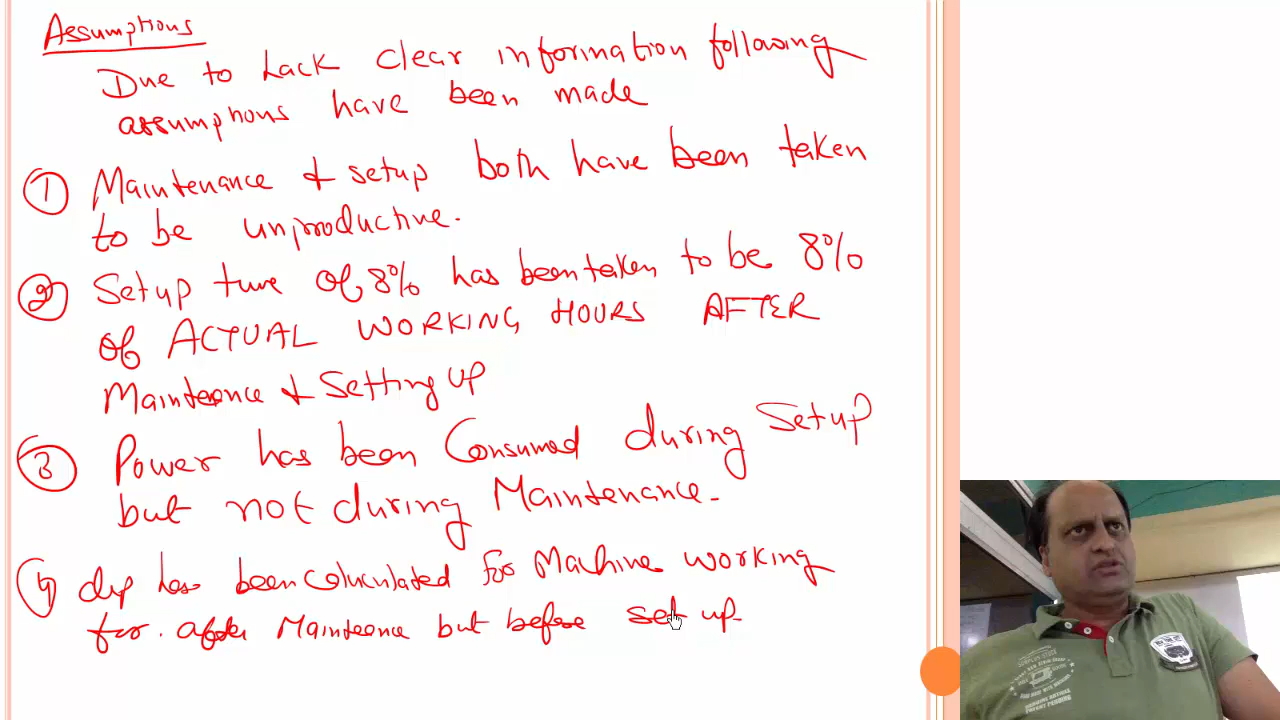 Assumptions
Due to Lack clear information following
assumptions have been made
① Maintenance & setup both have been taken
to be unproductive.
② Setup time of 8% has been taken to be 8%
of ACTUAL WORKING HOURS AFTER
Maintenance & Setting up
③ Power has been Consumed during Setup
but not during Maintenance.
④ dep has been calculated for Machine working
for. after Maintenance but before set up